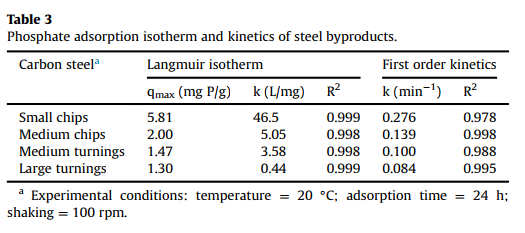 Table 3
Phosphate adsorption isotherm and kinetics of steel byproducts.
Carbon steelᵃ Langmuir isotherm First order kinetics
qmax (mg P/g) k (L/mg) R² k (min⁻¹) R²
Small chips 5.81 46.5 0.999 0.276 0.978
Medium chips 2.00 5.05 0.998 0.139 0.998
Medium turnings 1.47 3.58 0.998 0.100 0.988
Large turnings 1.30 0.44 0.999 0.084 0.995
ᵃ Experimental conditions: temperature = 20 °C; adsorption time = 24 h;
shaking = 100 rpm.